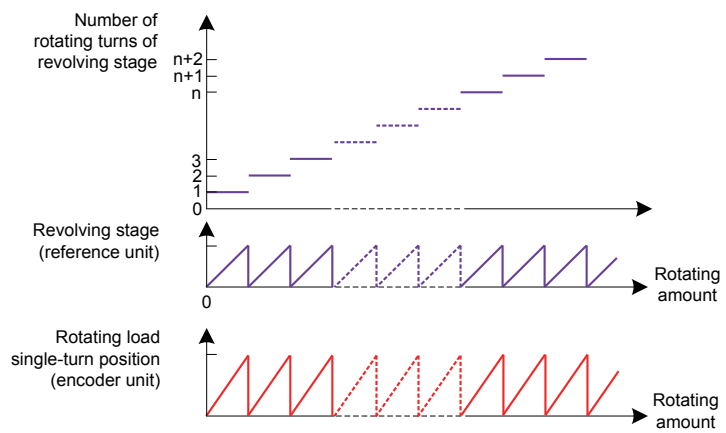 Number of
rotating turns of
revolving stage
n+2
n+1
n
3
2
1
0
Revolving stage
(reference unit)
0
Rotating
amount
Rotating load
single-turn position
(encoder unit)
Rotating
amount